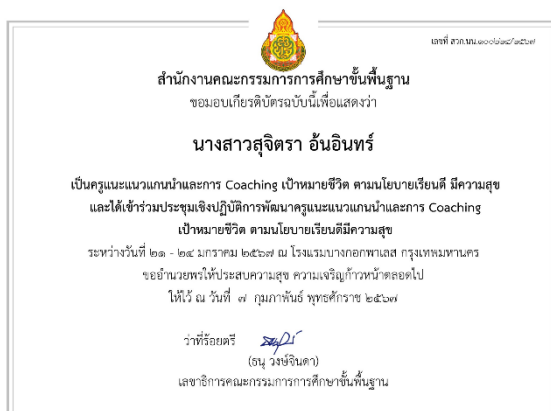 เลขที่ สวก.นน.
สำนักงานคณะกรรมการการศึกษาขั้นพื้นฐาน
ขอมอบเกียรติบัตรฉบับนี้เพื่อแสดงว่า
นางสาวสุจิตรา อ้นอินทร์
เป็นครูแนะแนวแกนนำและการ Coaching เป้าหมายชีวิต ตามนโยบายเรียนดี มีความสุข
และได้เข้าร่วมประชุมเชิงปฏิบัติการพัฒนาครูแนะแนวแกนนำและการ Coaching
เป้าหมายชีวิต ตามนโยบายเรียนดีมีความสุข
ระหว่างวันที่ ๒๑ - ๒๔ มกราคม ๒๕๖๗ ณ โรงแรมบางกอกพาเลส กรุงเทพมหานคร
ขออำนวยพรให้ประสบความสุข ความเจริญก้าวหน้าตลอดไป
ให้ไว้ ณ วันที่ ๗ กุมภาพันธ์ พุทธศักราช ๒๕๖๗
ว่าที่ร้อยตรี
(ธนุ วงษ์จินดา)
เลขาธิการคณะกรรมการการศึกษาขั้นพื้นฐาน